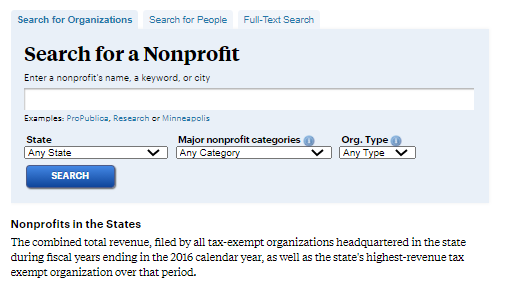 Search for Organizations Search for People Full-Text Search
Search for a Nonprofit
Enter a nonprofit's name, a keyword, or city
Examples: ProPublica, Research or Minneapolis
State Major nonprofit categories i Org. Type i
Any State Any Category Any Type
SEARCH
Nonprofits in the States
The combined total revenue, filed by all tax-exempt organizations headquartered in the state
during fiscal years ending in the 2016 calendar year, as well as the state's highest-revenue tax
exempt organization over that period.